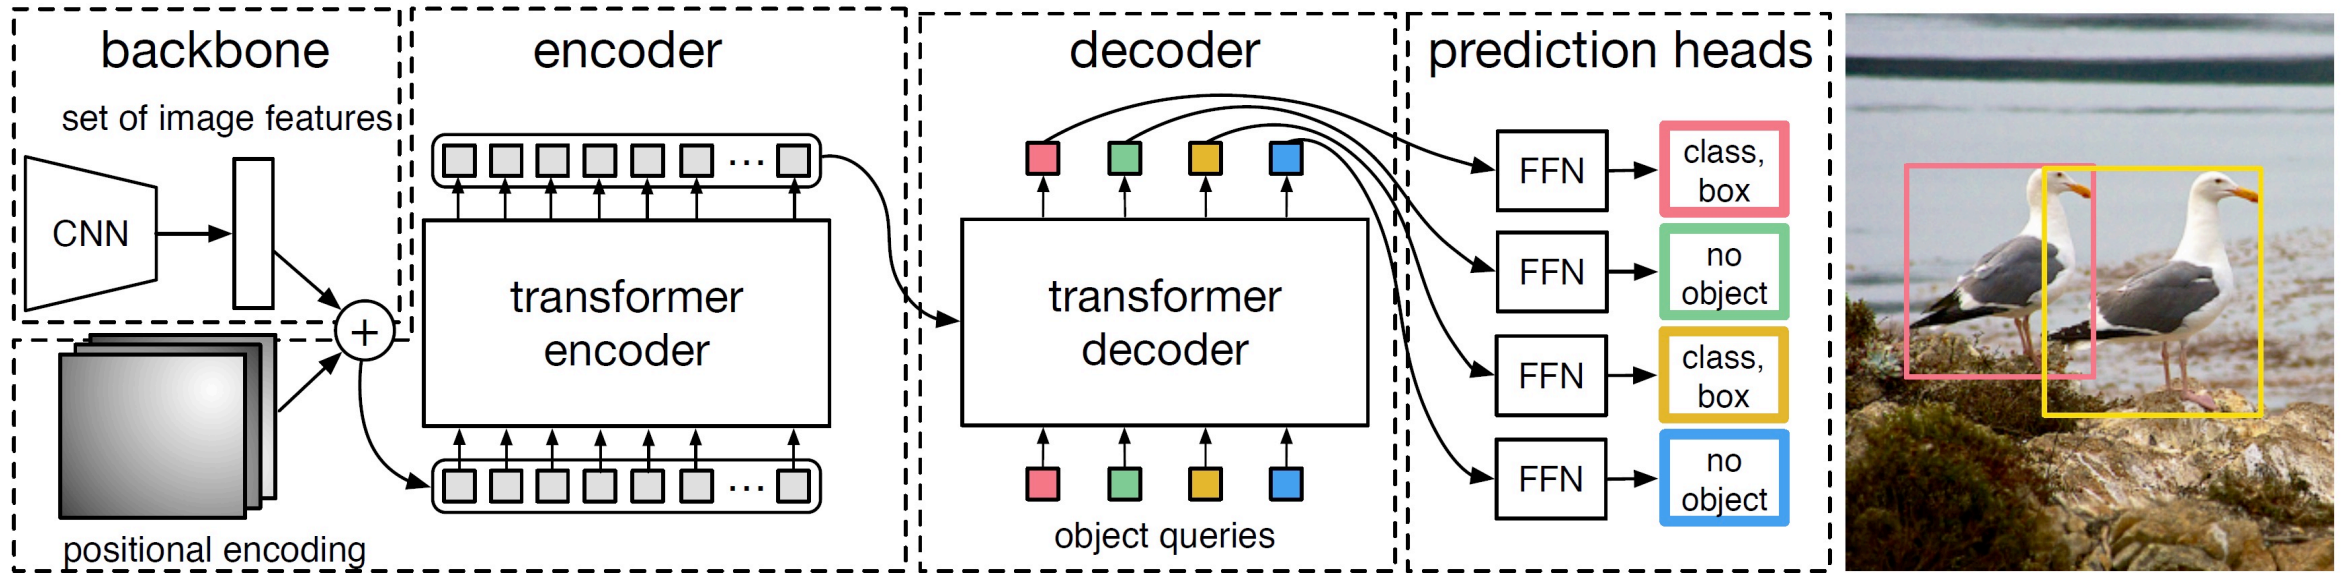 backbone
set of image features
CNN
+
positional encoding
encoder
...
transformer
encoder
...
decoder
transformer
decoder
object queries
prediction heads
FFN
class,
box
FFN
no
object
FFN
class,
box
FFN
no
object